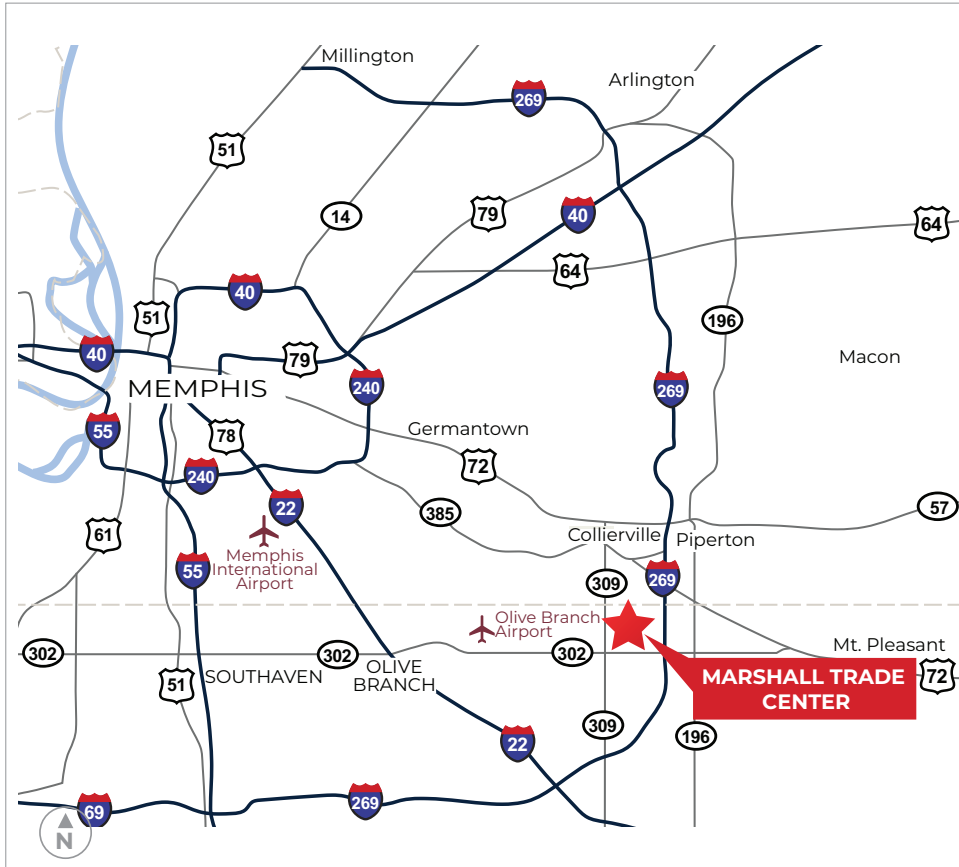 Millington
Arlington
269
51
14
79
40
64
64
40
51
196
40
79
Macon
MEMPHIS
240
269
55
78
Germantown
72
240
22
385
57
61
Collierville
Piperton
Memphis
International
Airport
55
309
269
Olive Branch
Airport
302
302
302
Mt. Pleasant
SOUTHAVEN
OLIVE
BRANCH
51
72
MARSHALL TRADE
CENTER
309
196
22
269
69
N